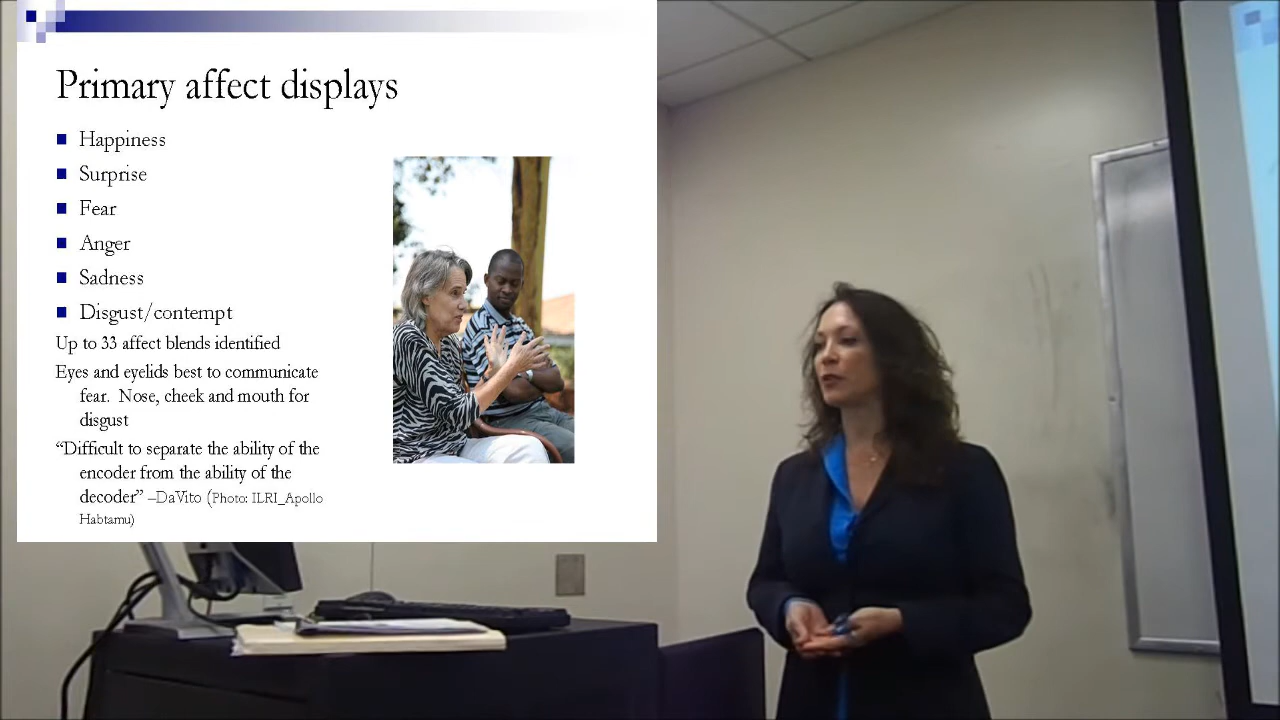 Primary affect displays
Happiness
Surprise
Fear
Anger
Sadness
Disgust/contempt
Up to 33 affect blends identified
Eyes and eyelids best to communicate
fear. Nose, cheek and mouth for
disgust
“Difficult to separate the ability of the
encoder from the ability of the
decoder” –DaVito (Photo: ILRI_Apollo
Habtamu)